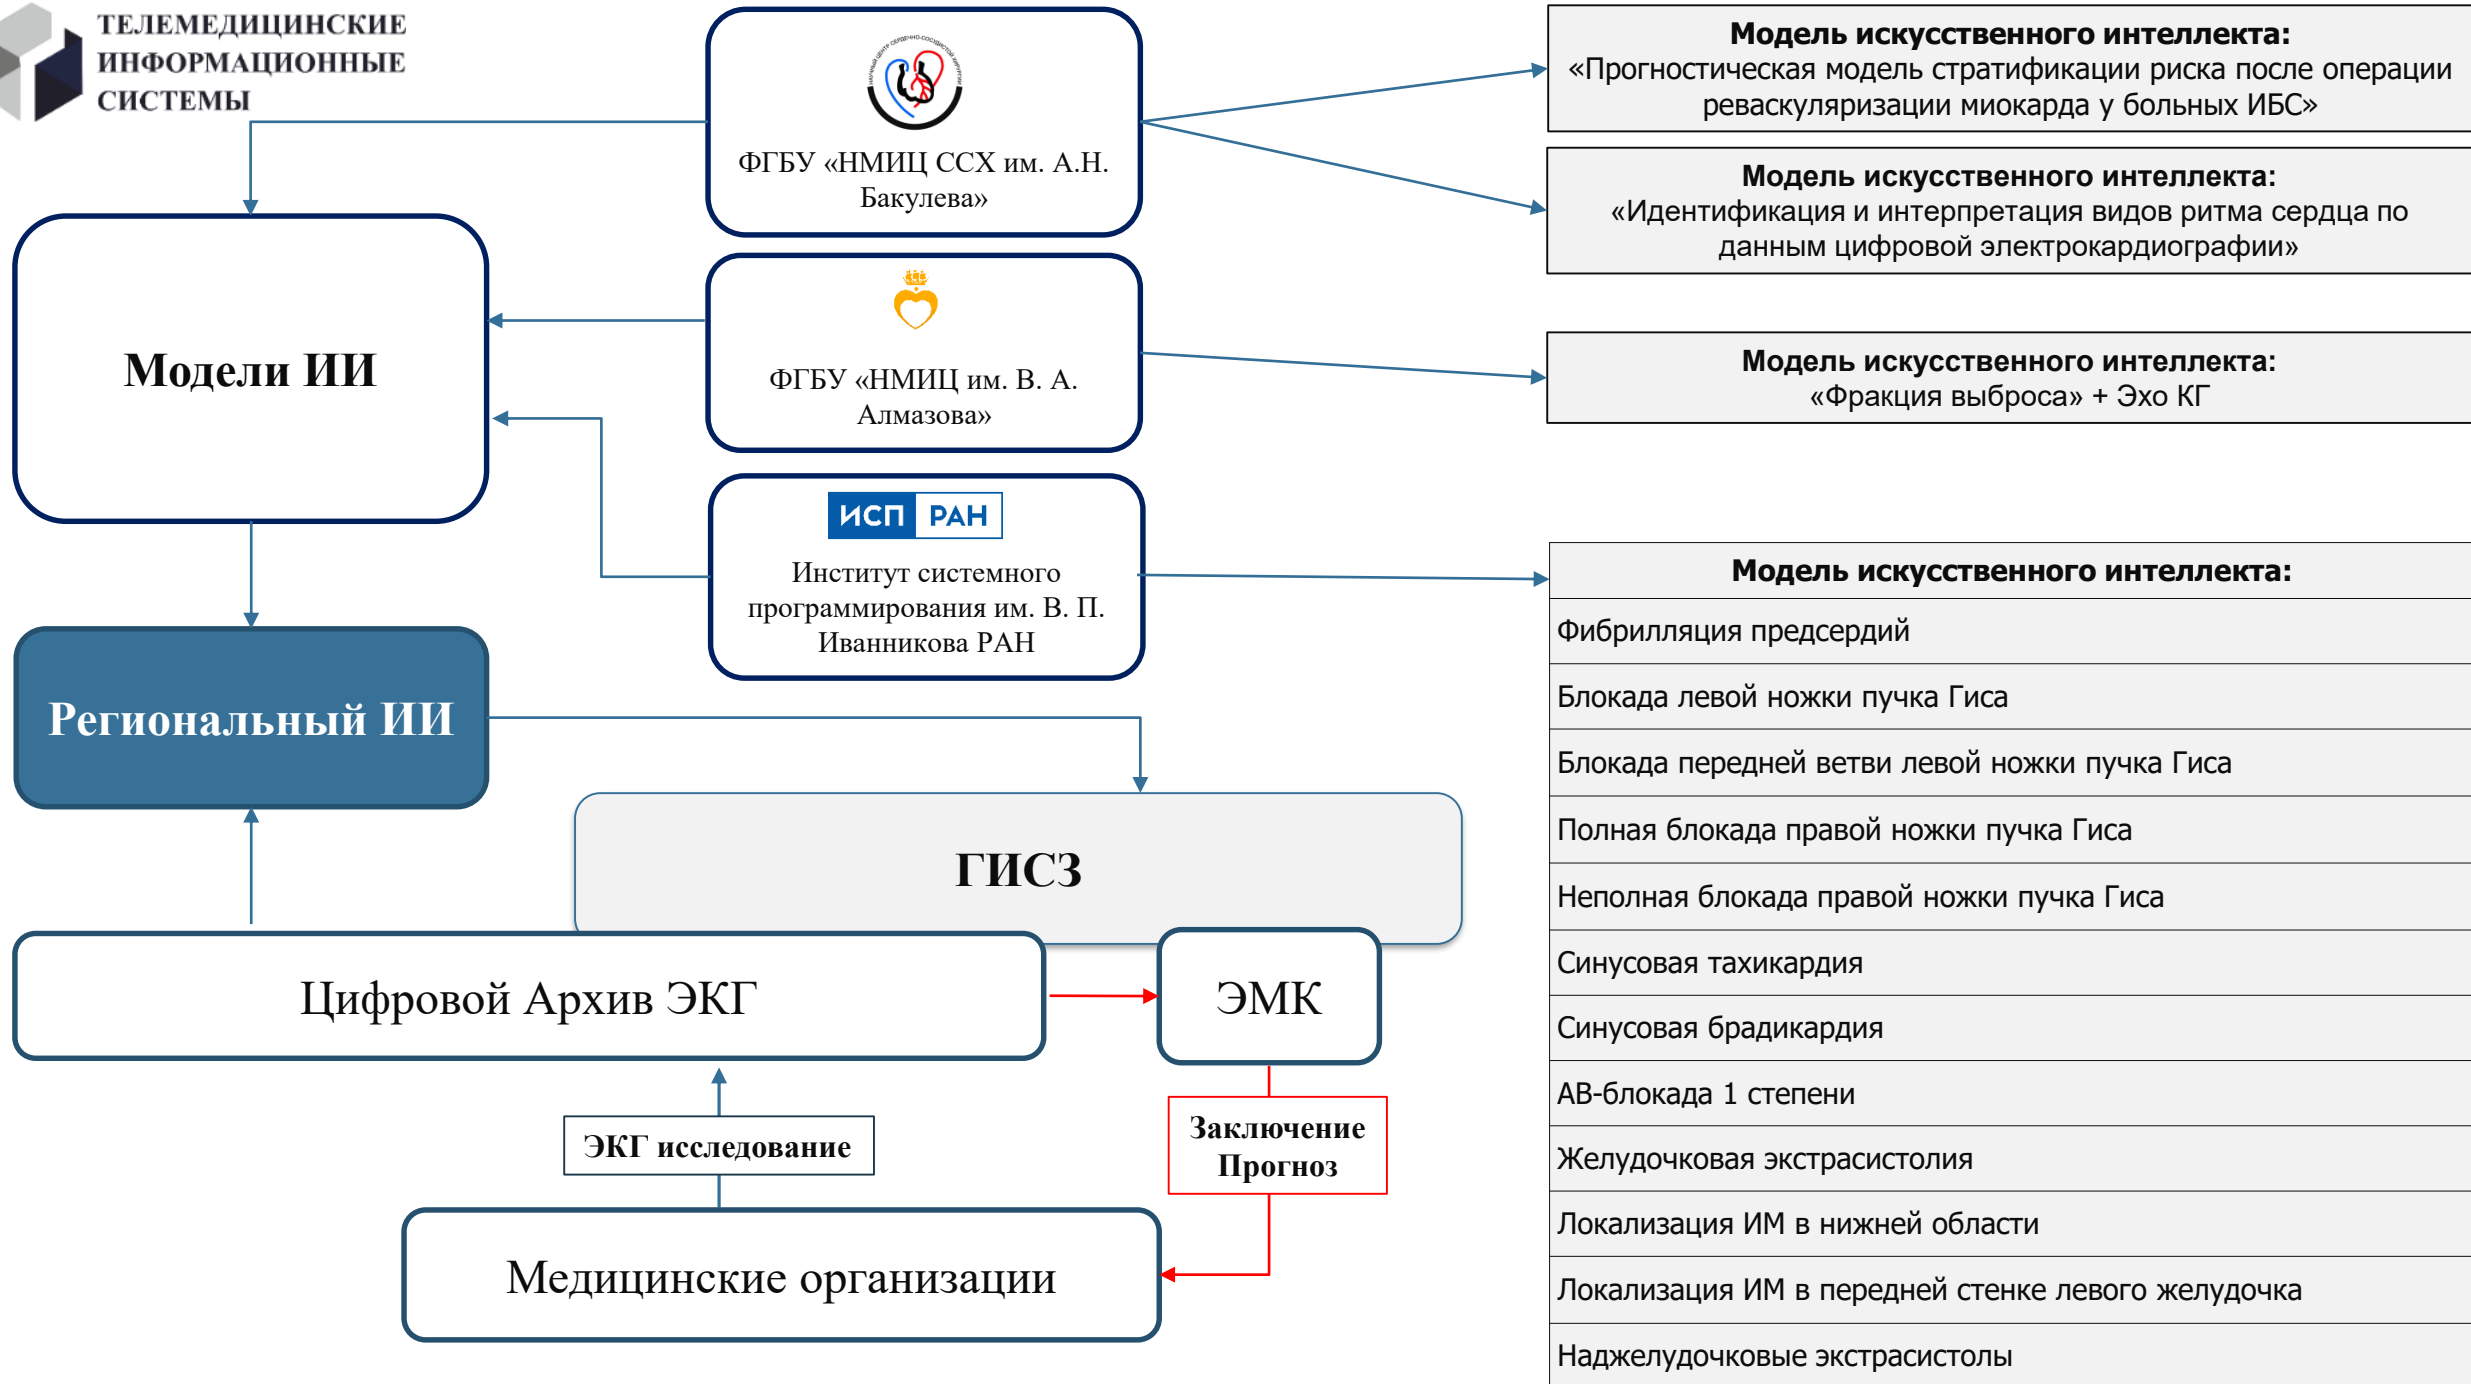 ТЕЛЕМЕДИЦИНСКИЕ
ИНФОРМАЦИОННЫЕ
СИСТЕМЫ
НАУЧНЫЙ ЦЕНТР СЕРДЕЧНО-СОСУДИСТОЙ ХИРУРГИИ
ФГБУ «НМИЦ ССХ им. А.Н.
Бакулева»
Модель искусственного интеллекта:
«Прогностическая модель стратификации риска после операции
реваскуляризации миокарда у больных ИБС»
Модель искусственного интеллекта:
«Идентификация и интерпретация видов ритма сердца по
данным цифровой электрокардиографии»
Модели ИИ
ФГБУ «НМИЦ им. В. А.
Алмазова»
Модель искусственного интеллекта:
«Фракция выброса» + Эхо КГ
ИСП РАН
Институт системного
программирования им. В. П.
Иванникова РАН
Модель искусственного интеллекта:
Фибрилляция предсердий
Блокада левой ножки пучка Гиса
Блокада передней ветви левой ножки пучка Гиса
Полная блокада правой ножки пучка Гиса
Неполная блокада правой ножки пучка Гиса
Синусовая тахикардия
Синусовая брадикардия
АВ-блокада 1 степени
Желудочковая экстрасистолия
Локализация ИМ в нижней области
Локализация ИМ в передней стенке левого желудочка
Наджелудочковые экстрасистолы
Региональный ИИ
ГИСЗ
Цифровой Архив ЭКГ
ЭМК
ЭКГ исследование
Заключение
Прогноз
Медицинские организации